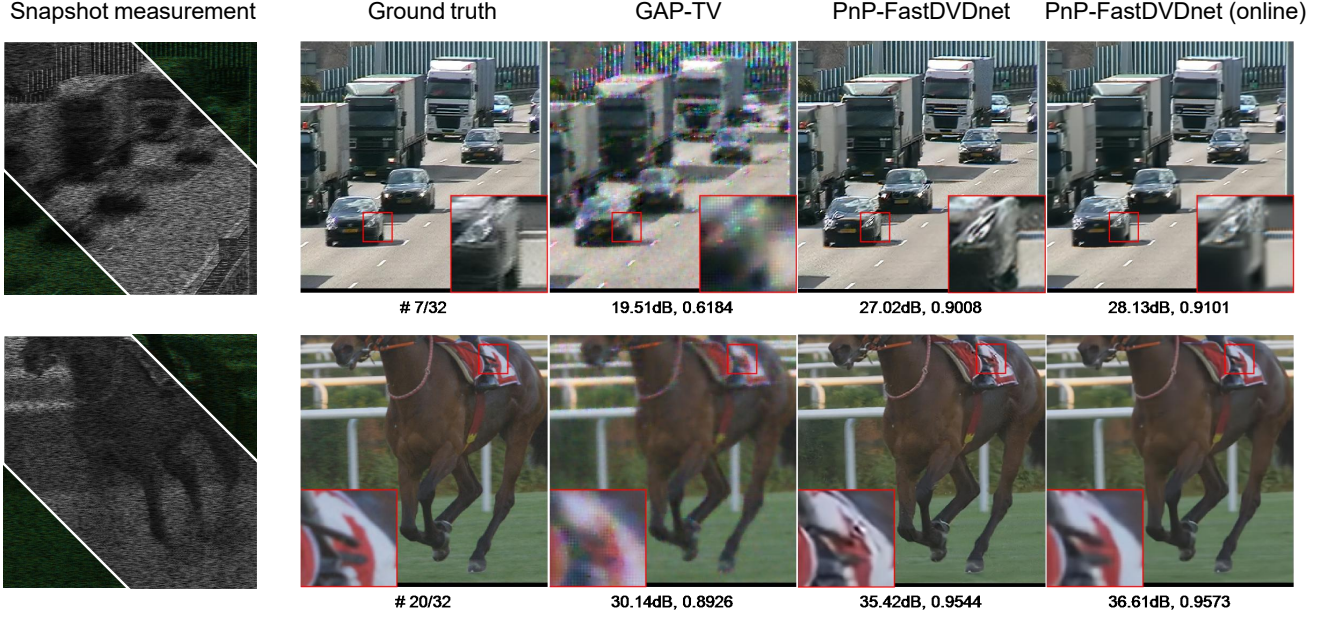 Snapshot measurement Ground truth GAP-TV PnP-FastDVDnet PnP-FastDVDnet (online)
# 7/32 19.51dB, 0.6184 27.02dB, 0.9008 28.13dB, 0.9101
# 20/32 30.14dB, 0.8926 35.42dB, 0.9544 36.61dB, 0.9573